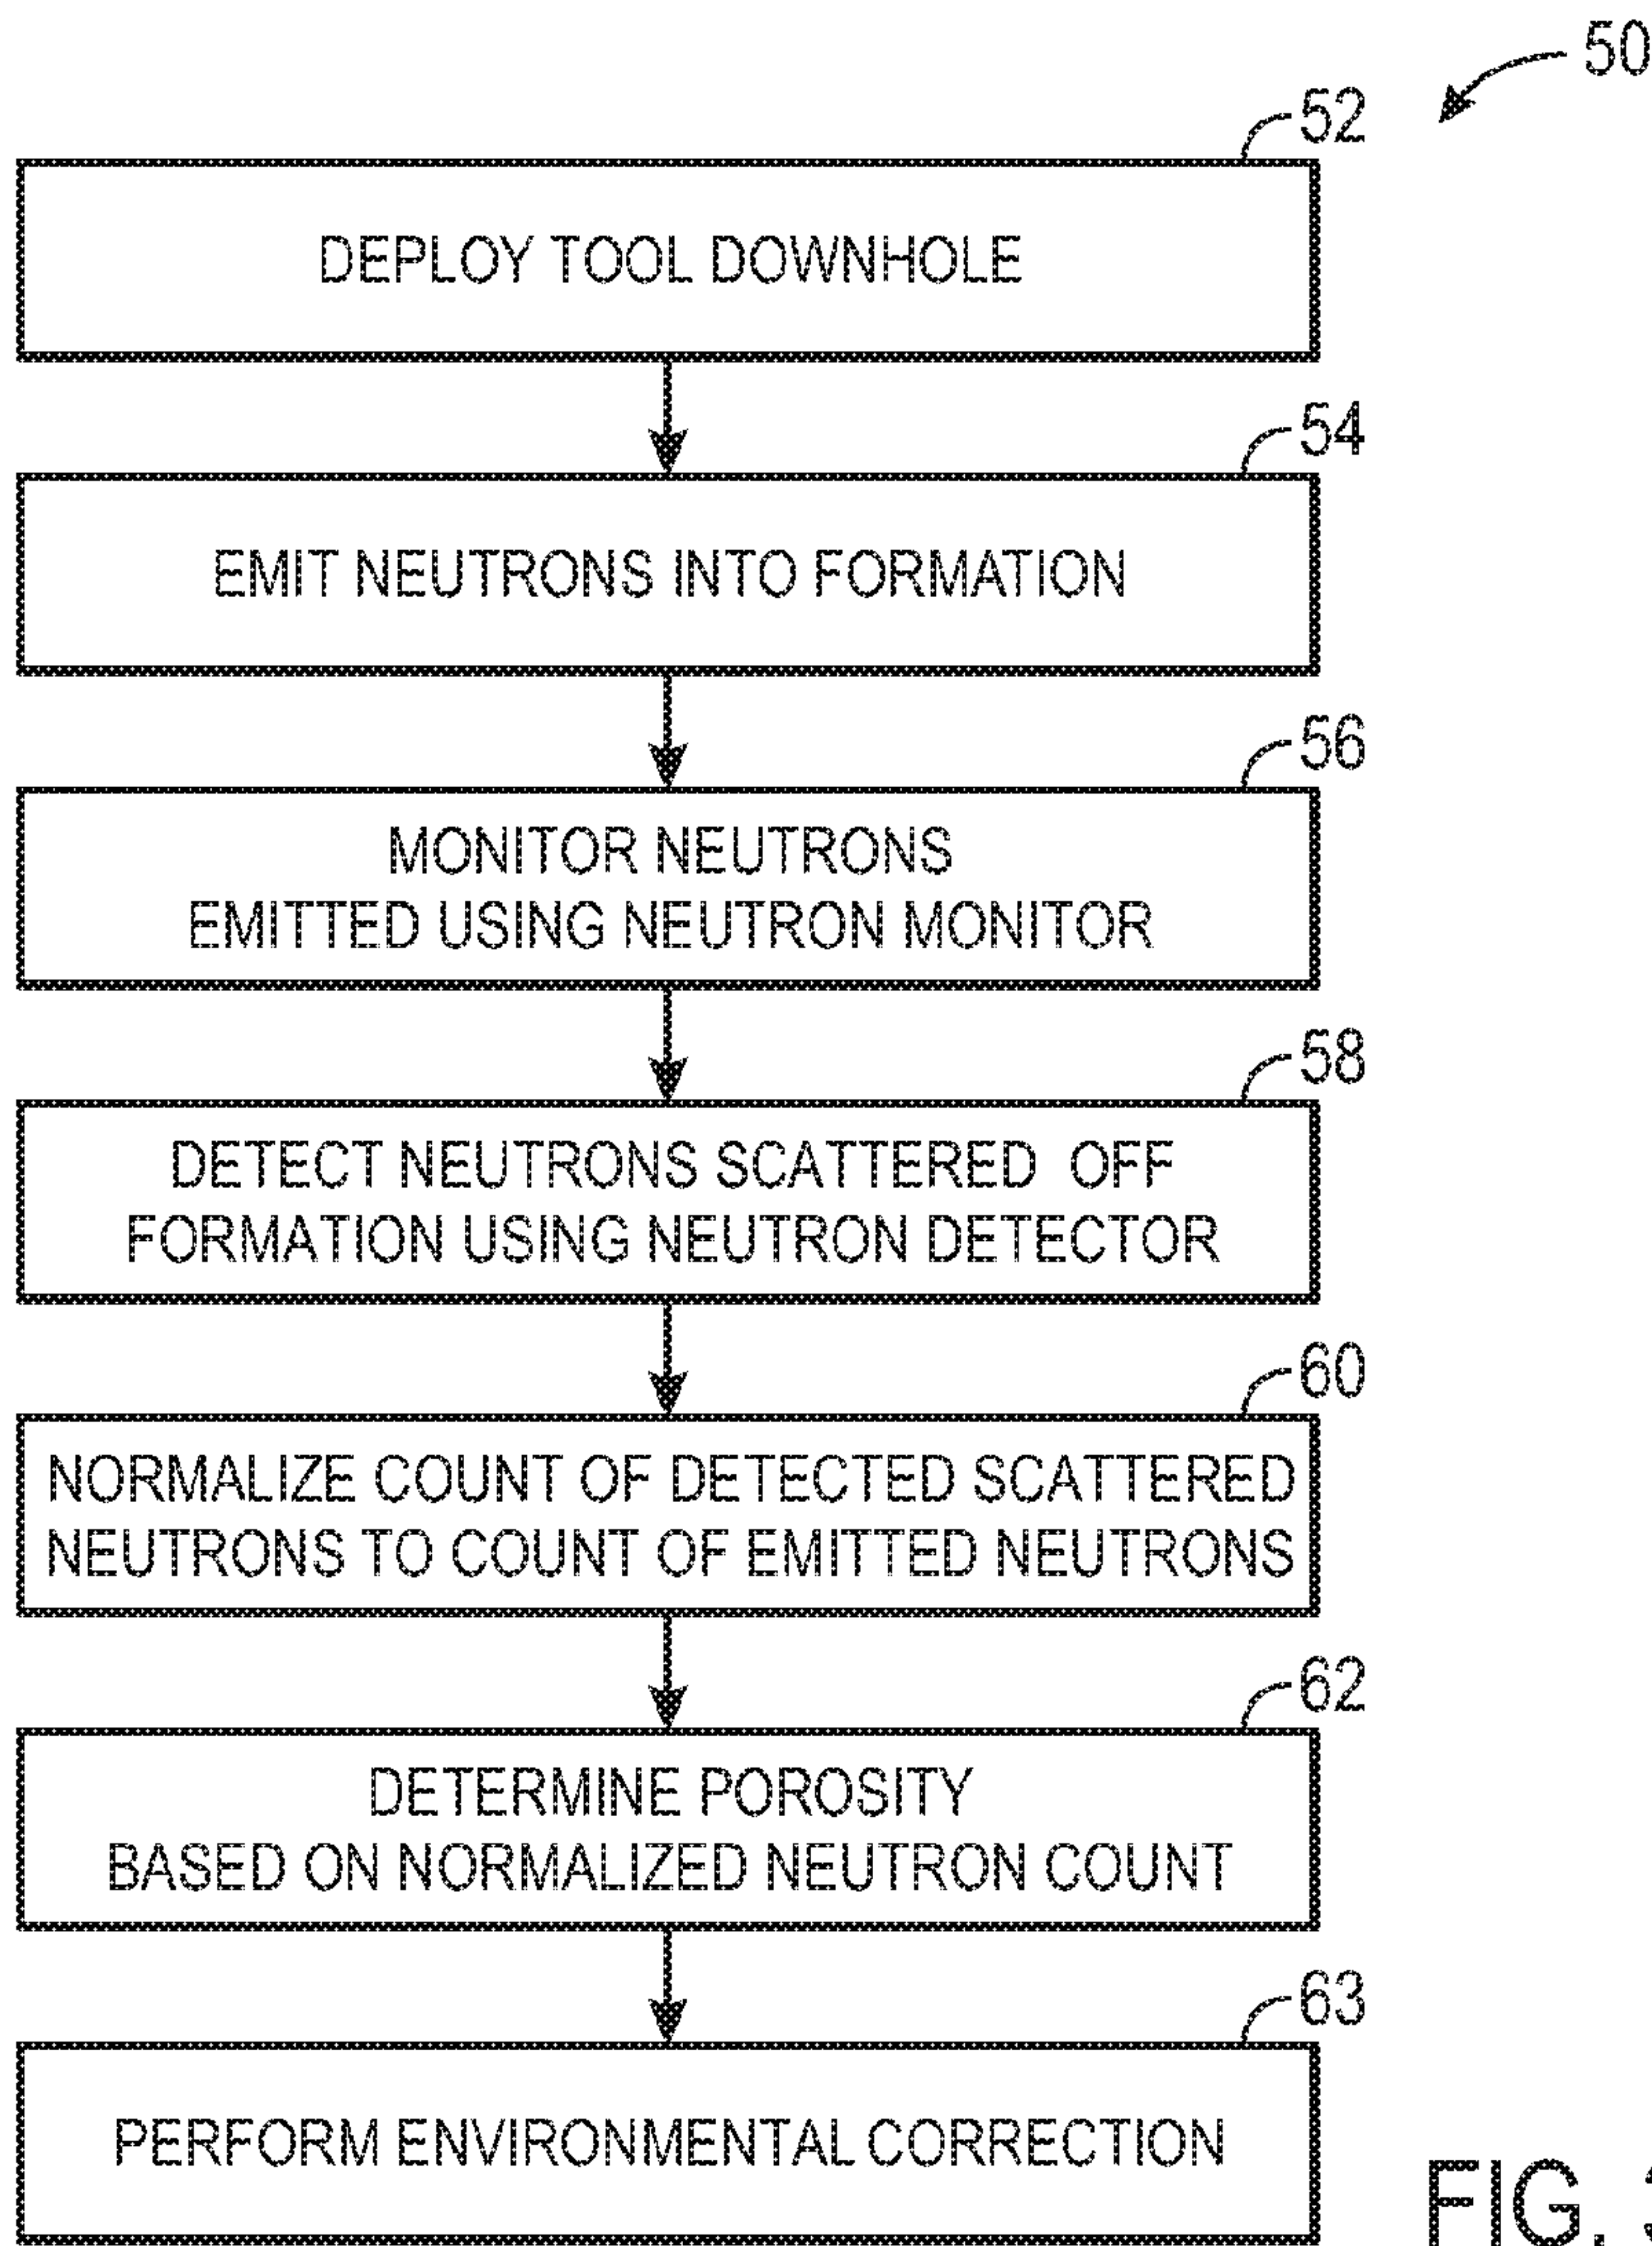 50
52
DEPLOY TOOL DOWNHOLE
54
EMIT NEUTRONS INTO FORMATION
56
MONITOR NEUTRONS
EMITTED USING NEUTRON MONITOR
58
DETECT NEUTRONS SCATTERED OFF
FORMATION USING NEUTRON DETECTOR
60
NORMALIZE COUNT OF DETECTED SCATTERED
NEUTRONS TO COUNT OF EMITTED NEUTRONS
62
DETERMINE POROSITY
BASED ON NORMALIZED NEUTRON COUNT
63
PERFORM ENVIRONMENTAL CORRECTION
FIG.